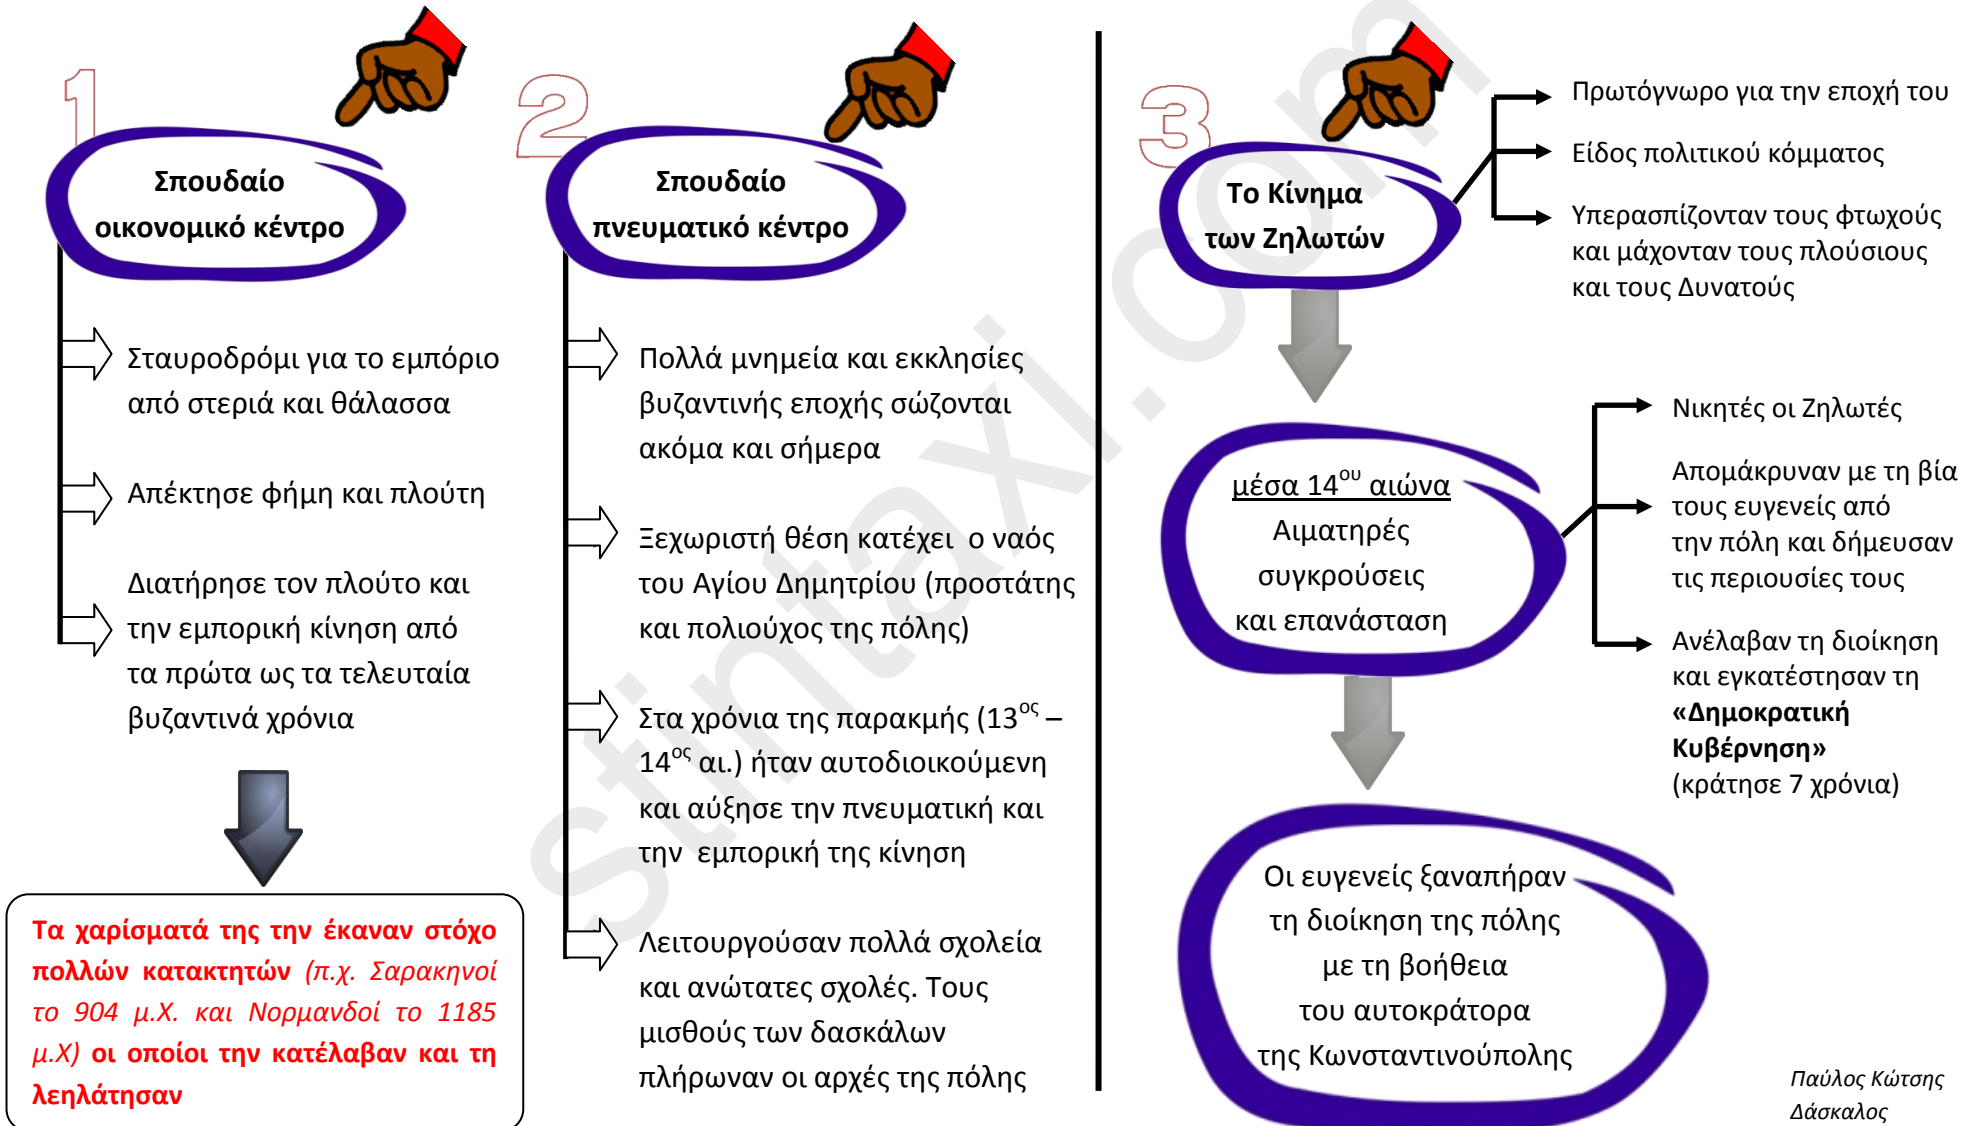 1
Σπουδαίο
οικονομικό κέντρο
Σταυροδρόμι για το εμπόριο
από στεριά και θάλασσα
Απέκτησε φήμη και πλούτη
Διατήρησε τον πλούτο και
την εμπορική κίνηση από
τα πρώτα ως τα τελευταία
βυζαντινά χρόνια
Τα χαρίσματά της την έκαναν στόχο
πολλών κατακτητών (π.χ. Σαρακηνοί
το 904 μ.Χ. και Νορμανδοί το 1185
μ.Χ) οι οποίοι την κατέλαβαν και τη
λεηλάτησαν
2
Σπουδαίο
πνευματικό κέντρο
Πολλά μνημεία και εκκλησίες
βυζαντινής εποχής σώζονται
ακόμα και σήμερα
Ξεχωριστή θέση κατέχει ο ναός
του Αγίου Δημητρίου (προστάτης
και πολιούχος της πόλης)
Στα χρόνια της παρακμής (13ος –
14ος αι.) ήταν αυτοδιοικούμενη
και αύξησε την πνευματική και
την εμπορική της κίνηση
Λειτουργούσαν πολλά σχολεία
και ανώτατες σχολές. Τους
μισθούς των δασκάλων
πλήρωναν οι αρχές της πόλης
3
Το Κίνημα
των Ζηλωτών
Πρωτόγνωρο για την εποχή του
Είδος πολιτικού κόμματος
Υπερασπίζονταν τους φτωχούς
και μάχονταν τους πλούσιους
και τους Δυνατούς
μέσα 14ου αιώνα
Αιματηρές
συγκρούσεις
και επανάσταση
Νικητές οι Ζηλωτές
Απομάκρυναν με τη βία
τους ευγενείς από
την πόλη και δήμευσαν
τις περιουσίες τους
Ανέλαβαν τη διοίκηση
και εγκατέστησαν τη
«Δημοκρατική
Κυβέρνηση»
(κράτησε 7 χρόνια)
Οι ευγενείς ξαναπήραν
τη διοίκηση της πόλης
με τη βοήθεια
του αυτοκράτορα
της Κωνσταντινούπολης
Παύλος Κώτσης
Δάσκαλος
stintaxi.com